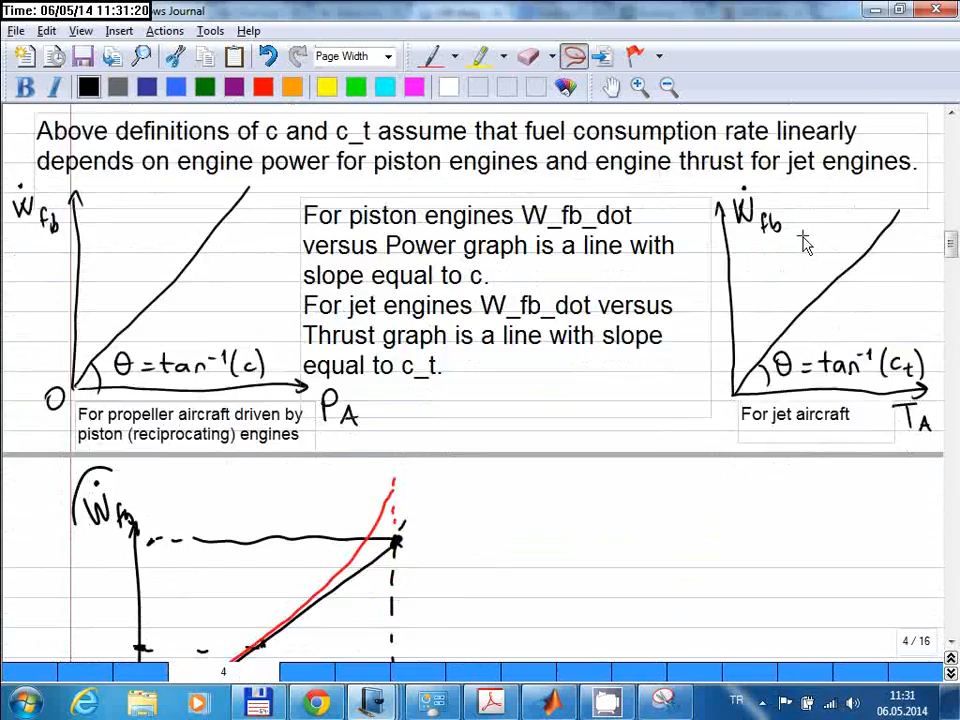 Time: 06/05/14 11:31:20
ws Journal
File Edit View Insert Actions Tools Help
Page Width
B I
Above definitions of c and c_t assume that fuel consumption rate linearly
depends on engine power for piston engines and engine thrust for jet engines.
Ẇfb
For piston engines W_fb_dot
versus Power graph is a line with
slope equal to c.
For jet engines W_fb_dot versus
Thrust graph is a line with slope
equal to c_t.
Ẇfb
θ = tan⁻¹(c)
θ = tan⁻¹(c_t)
O
P_A
T_A
For propeller aircraft driven by
piston (reciprocating) engines
For jet aircraft
Ẇ
4 / 16
4
TR
11:31
06.05.2014